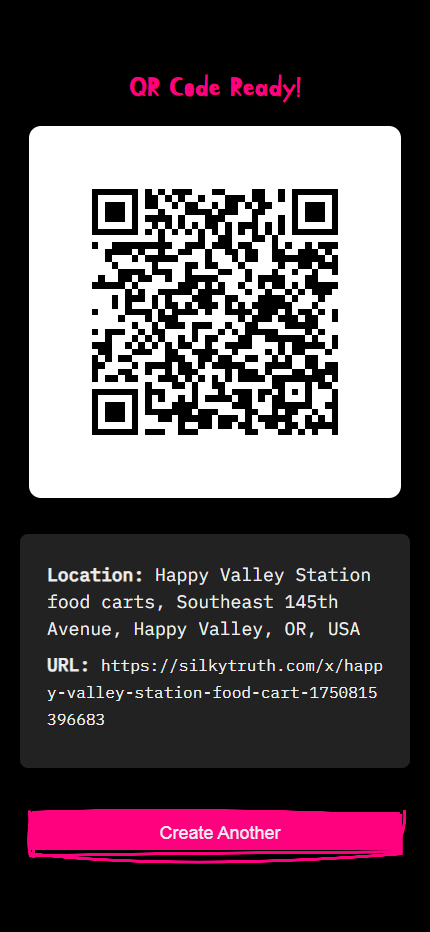 QR Code Ready!
Location: Happy Valley Station
food carts, Southeast 145th
Avenue, Happy Valley, OR, USA
URL: https://silkytruth.com/x/happ
y-valley-station-food-cart-1750815
396683
Create Another